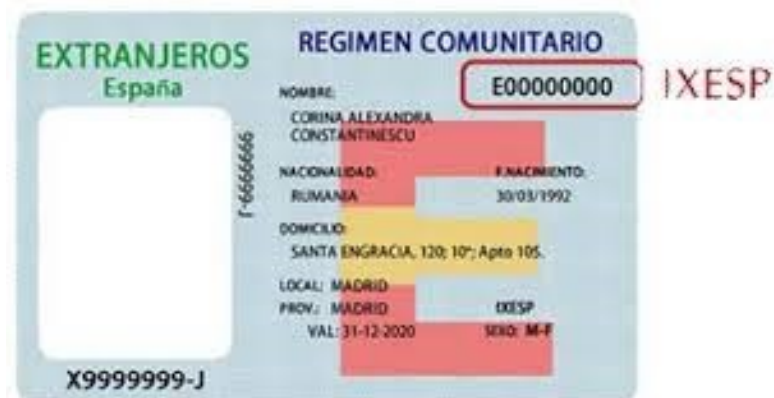 EXTRANJEROS
España
REGIMEN COMUNITARIO
E00000000
IXESP
NOMBRE:
CORINA ALEXANDRA
CONSTANTINESCU
NACIONALIDAD:
F.NACIMIENTO:
RUMANIA
30/03/1992
DOMICILIO:
SANTA ENGRACIA, 120; 10º; Apto 105.
LOCAL: MADRID
PROV.: MADRID
IXESP
VAL: 31-12-2020
SEXO: M-F
X9999999-J